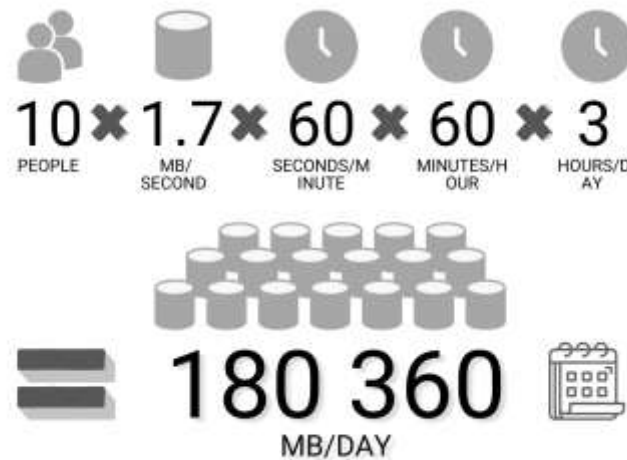 10 × 1.7 × 60 × 60 × 3
PEOPLE
MB/
SECOND
SECONDS/M
INUTE
MINUTES/H
OUR
HOURS/D
AY
= 180 360
MB/DAY